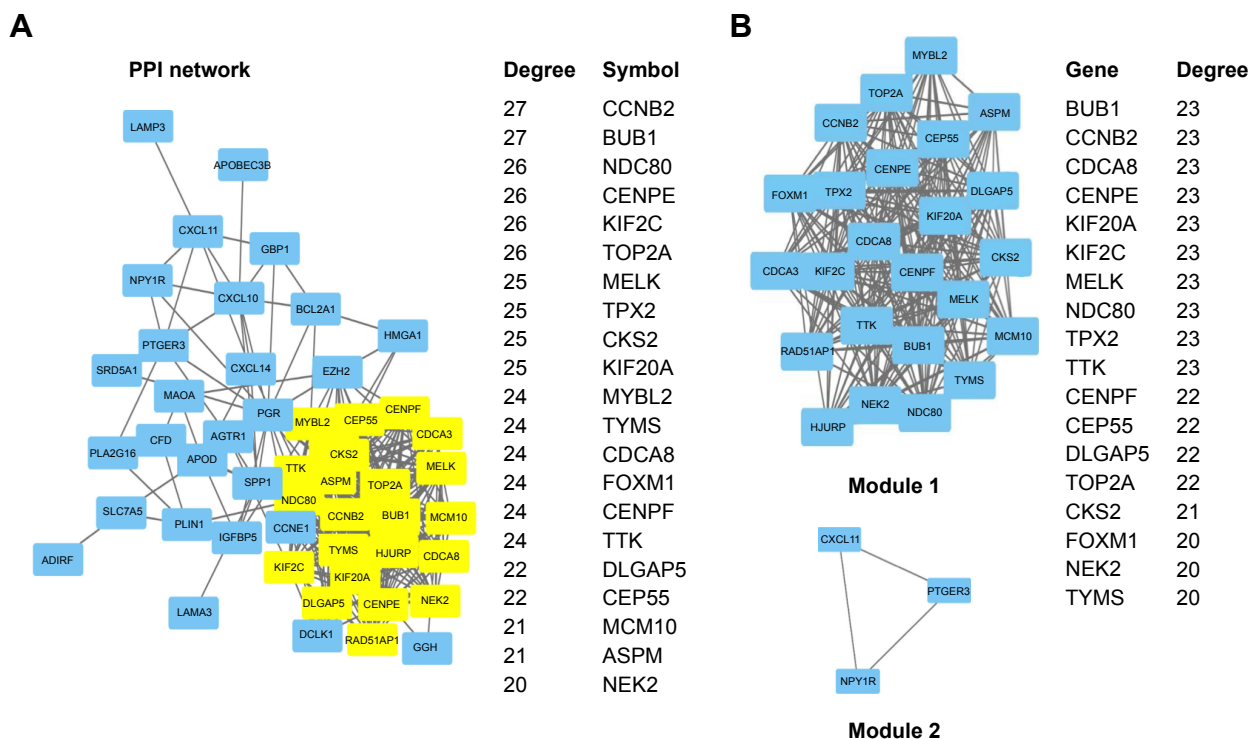 A
PPI network
LAMP3
APOBEC3B
CXCL11
GBP1
NPY1R
CXCL10
BCL2A1
HMGA1
PTGER3
SRD5A1
CXCL14
EZH2
MAOA
PGR
CENPF
MYBL2
CEP55
CDCA3
CFD
AGTR1
PLA2G16
APOD
CKS2
TTK
MELK
SPP1
ASPM
TOP2A
NDC80
SLC7A5
PLIN1
CCNE1
CCNB2
BUB1
MCM10
IGFBP5
ADIRF
TYMS
HJURP
CDCA8
KIF2C
KIF20A
LAMA3
DLGAP5
CENPE
NEK2
DCLK1
RAD51AP1
GGH
Degree Symbol
27 CCNB2
27 BUB1
26 NDC80
26 CENPE
26 KIF2C
26 TOP2A
25 MELK
25 TPX2
25 CKS2
25 KIF20A
24 MYBL2
24 TYMS
24 CDCA8
24 FOXM1
24 CENPF
24 TTK
22 DLGAP5
22 CEP55
21 MCM10
21 ASPM
20 NEK2
B
MYBL2
TOP2A
ASPM
CCNB2
CEP55
CENPE
FOXM1
TPX2
DLGAP5
KIF20A
CDCA8
CKS2
CDCA3
KIF2C
CENPF
MELK
TTK
MCM10
RAD51AP1
BUB1
TYMS
NEK2
NDC80
HJURP
Module 1
CXCL11
PTGER3
NPY1R
Module 2
Gene Degree
BUB1 23
CCNB2 23
CDCA8 23
CENPE 23
KIF20A 23
KIF2C 23
MELK 23
NDC80 23
TPX2 23
TTK 23
CENPF 22
CEP55 22
DLGAP5 22
TOP2A 22
CKS2 21
FOXM1 20
NEK2 20
TYMS 20